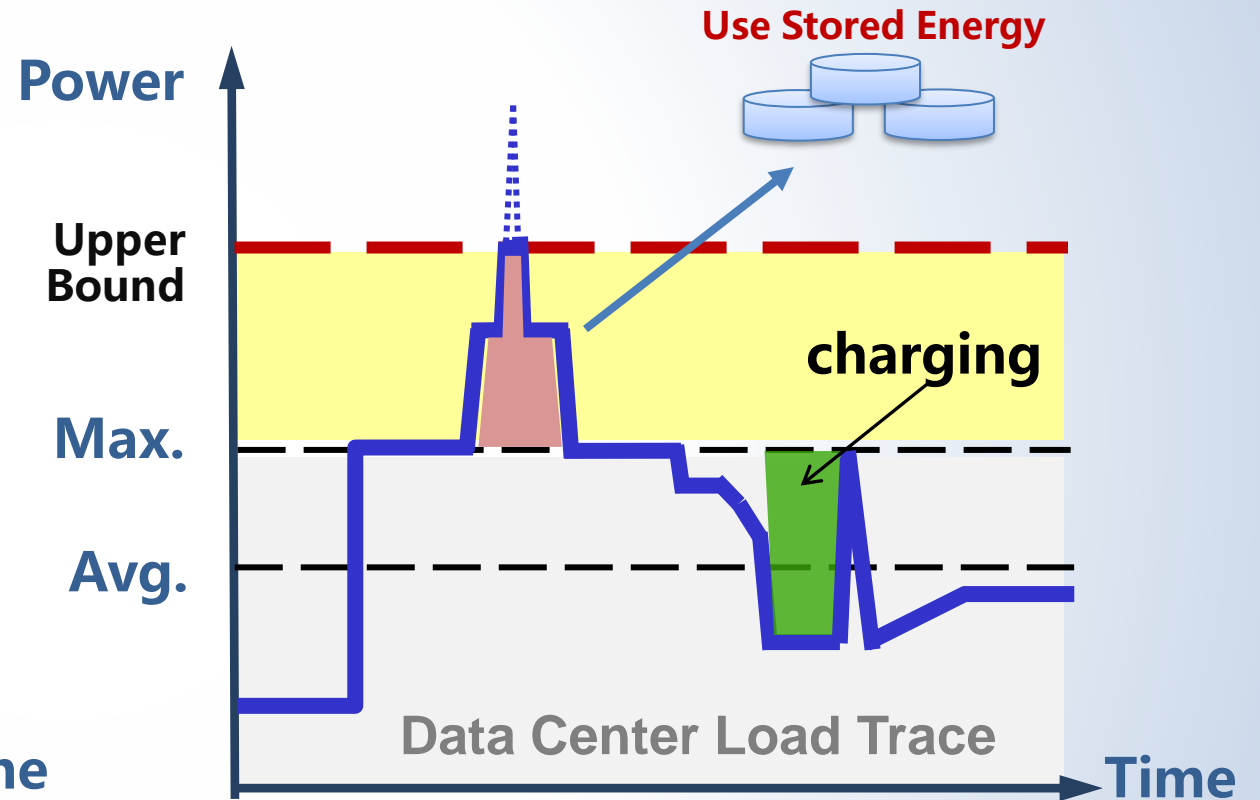 Use Stored Energy
Power
Upper
Bound
charging
Max.
Avg.
Data Center Load Trace
Time